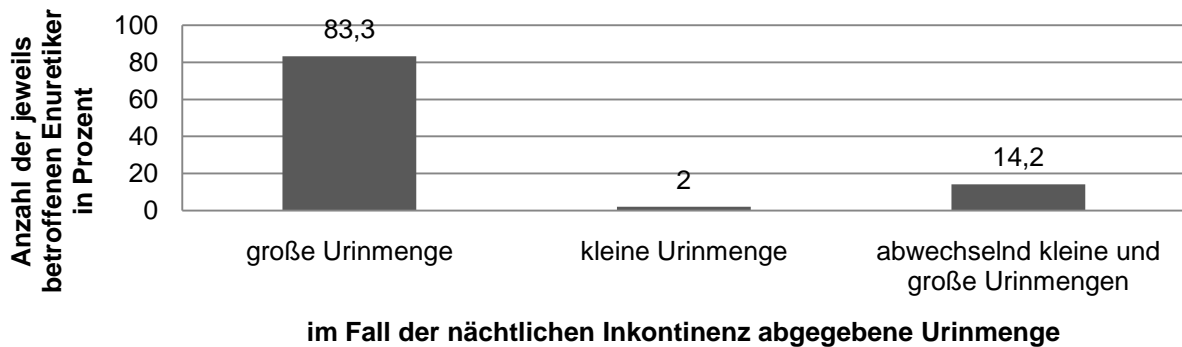 Anzahl der jeweils
betroffenen Enuretiker
in Prozent
100
80
60
40
20
0
83,3
2
14,2
große Urinmenge
kleine Urinmenge
abwechselnd kleine und
große Urinmengen
im Fall der nächtlichen Inkontinenz abgegebene Urinmenge